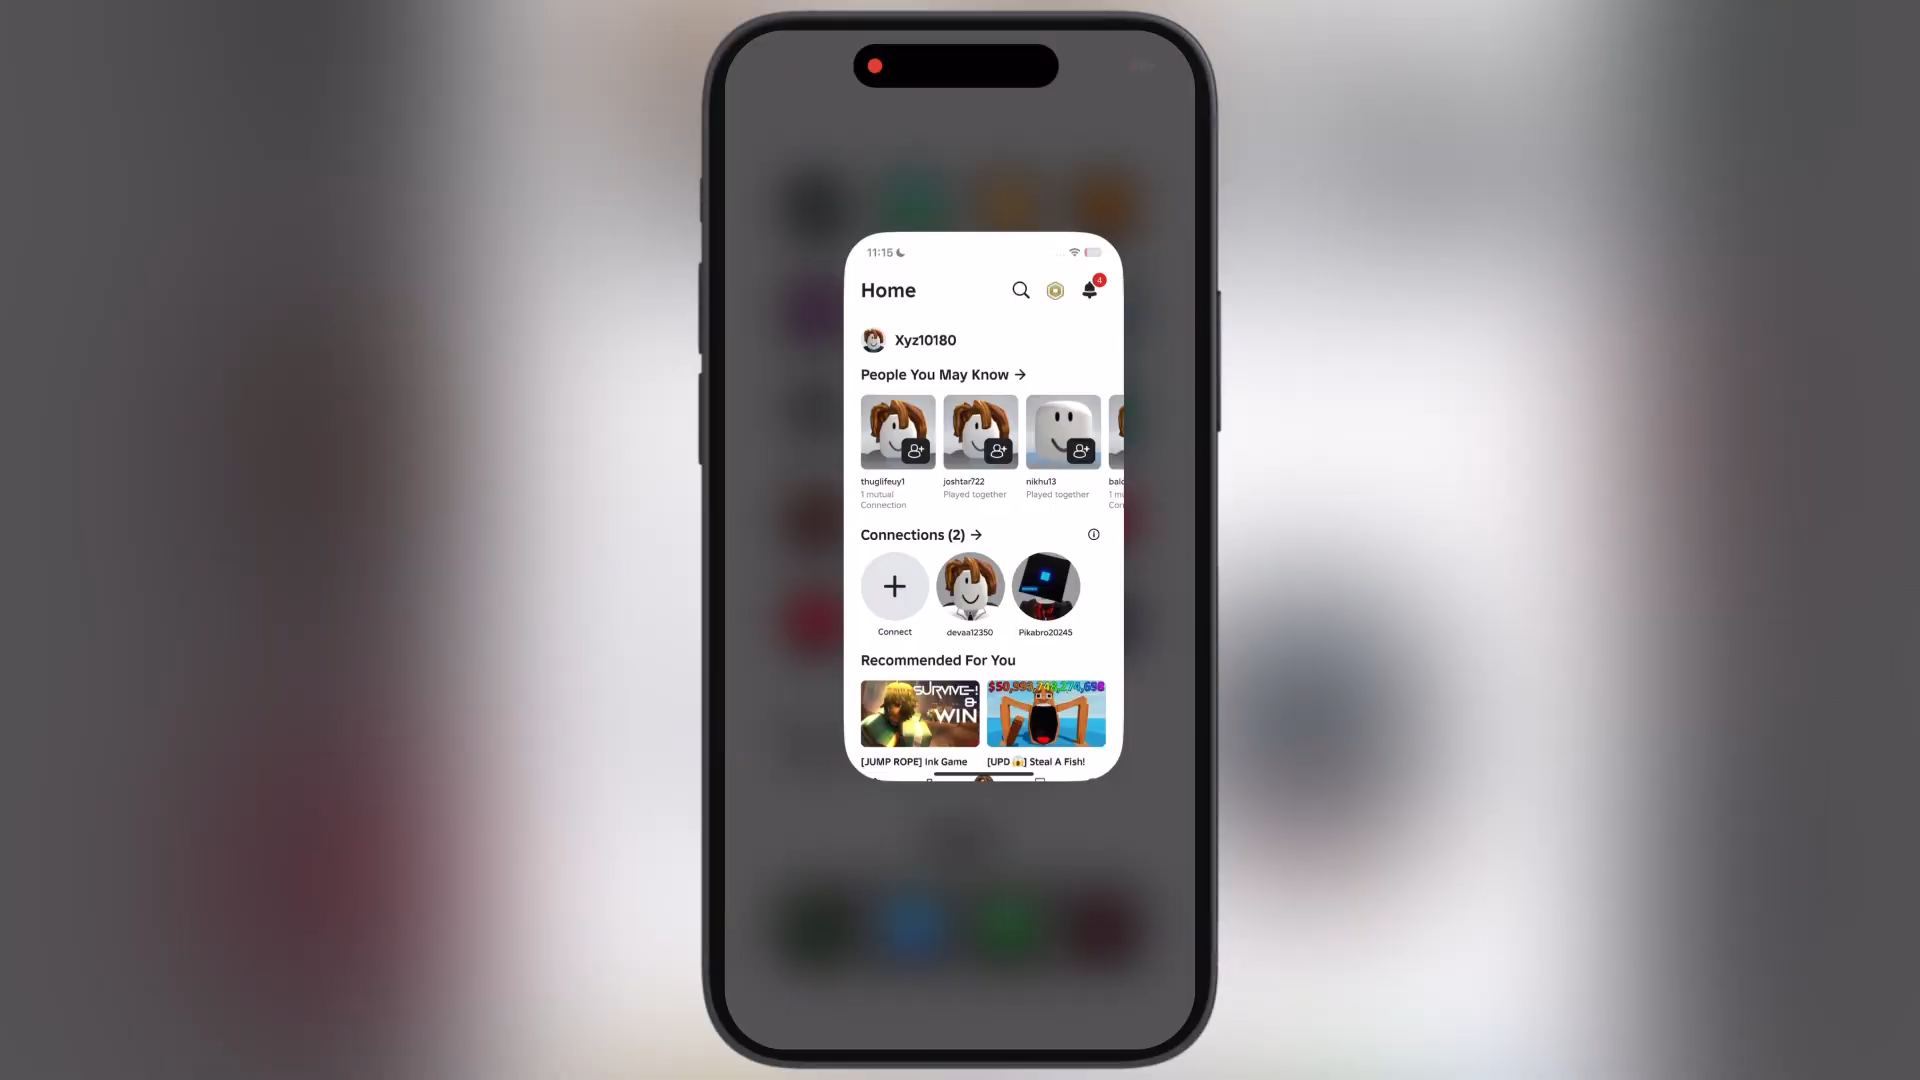 11:15
Home
4
Xyz10180
People You May Know →
thuglifeuy1
joshtar722
nikhu13
1 mutual
Connection
Played together
Played together
Connections (2) →
Connect
devaa12350
Pikabro20245
Recommended For You
SURVIVE!
&
WIN
[JUMP ROPE] Ink Game
[UPD 😱] Steal A Fish!